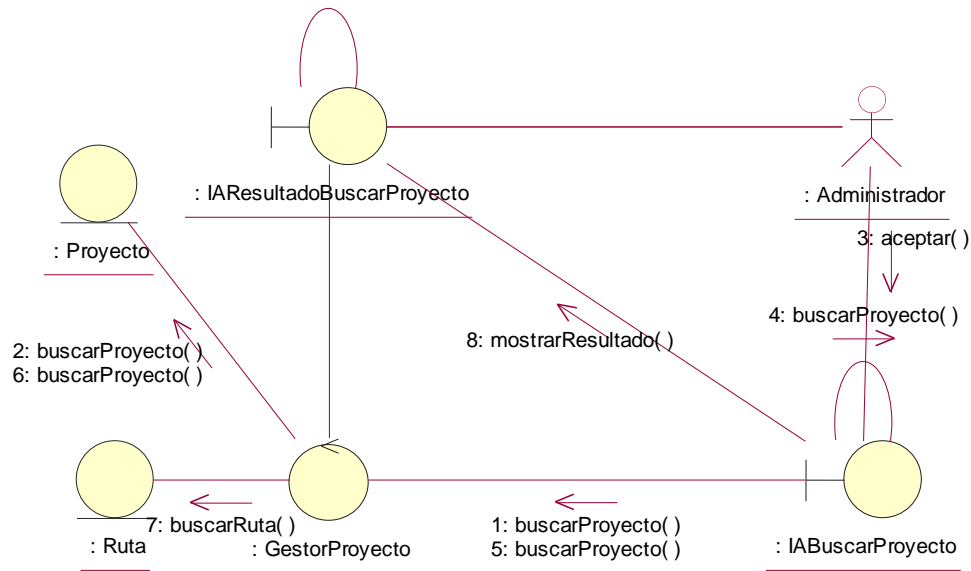 : IAResultadoBuscarProyecto
: Administrador
: Proyecto
3: aceptar( )
4: buscarProyecto( )
8: mostrarResultado( )
2: buscarProyecto( )
6: buscarProyecto( )
7: buscarRuta( )
1: buscarProyecto( )
5: buscarProyecto( )
: Ruta
: GestorProyecto
: IABuscarProyecto